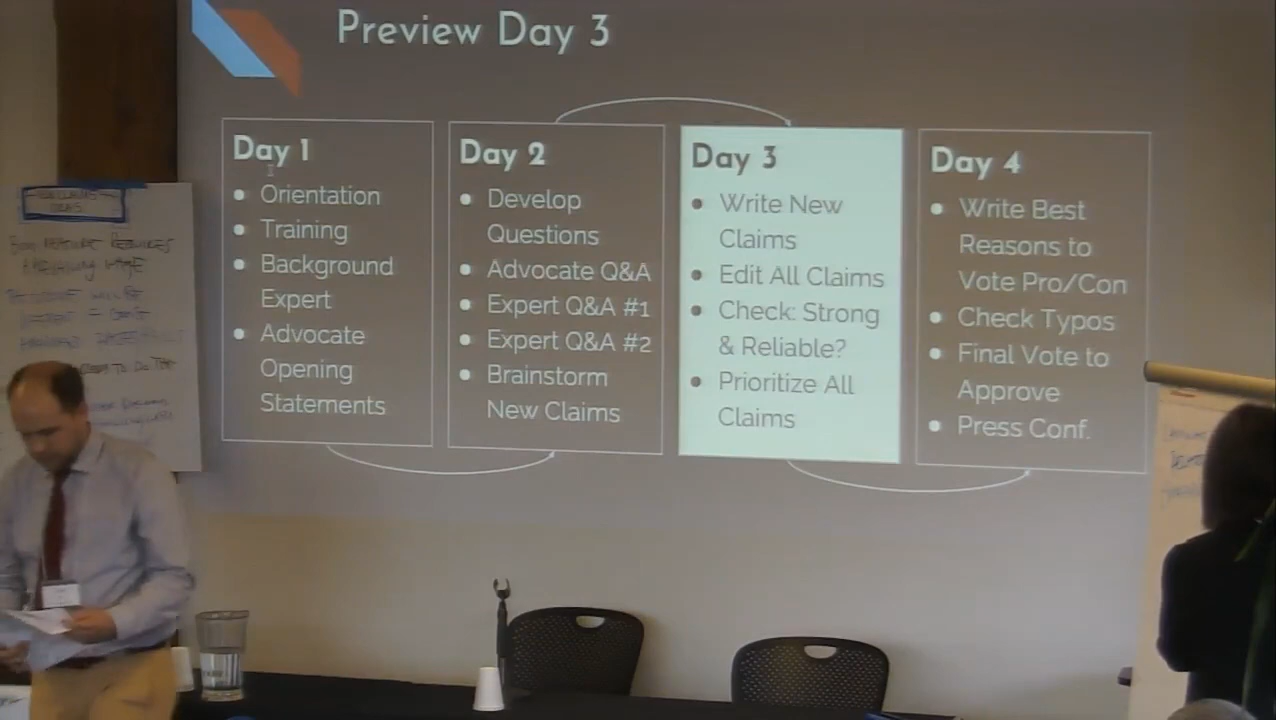 Preview Day 3
Day 1
Orientation
Training
Background
Expert
Advocate
Opening
Statements
Day 2
Develop
Questions
Advocate Q&A
Expert Q&A #1
Expert Q&A #2
Brainstorm
New Claims
Day 3
Write New
Claims
Edit All Claims
Check: Strong
& Reliable?
Prioritize All
Claims
Day 4
Write Best
Reasons to
Vote Pro/Con
Check Typos
Final Vote to
Approve
Press Conf.